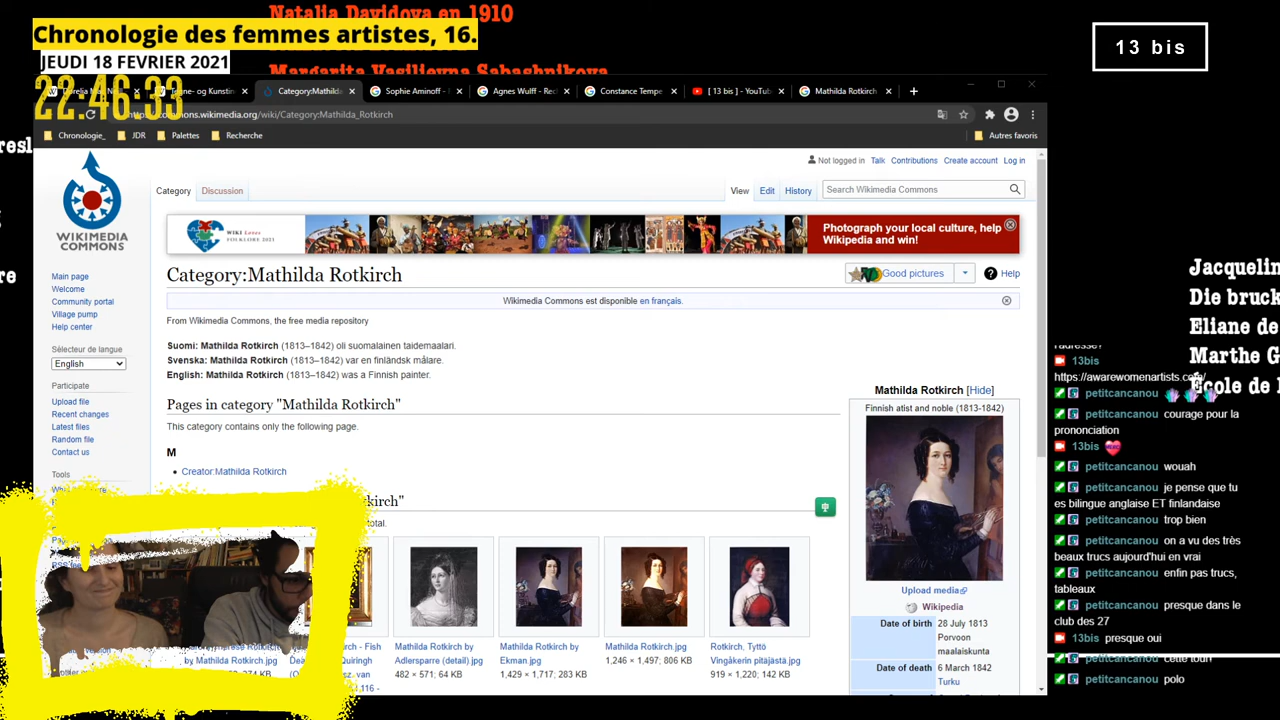 Natalia Davidova en 1910
Chronologie des femmes artistes, 16.
JEUDI 18 FEVRIER 2021
Margarita Vasilievna Sabashnikova
22:46:33
13 bis
Category:Mathilda
Sophie Aminoff -
Agnes Wulff - Rec
Constance Tempe
[ 13 bis ] - YouTub
Mathilda Rotkirch
commons.wikimedia.org/wiki/Category:Mathilda_Rotkirch
Chronologie_
JDR
Palettes
Recherche
Autres favoris
Not logged in
Talk
Contributions
Create account
Log in
WIKIMEDIA
COMMONS
Category
Discussion
View
Edit
History
Search Wikimedia Commons
WIKI Loves
FOLKLORE 2021
Photograph your local culture, help
Wikipedia and win!
Category:Mathilda Rotkirch
Good pictures
Help
Wikimedia Commons est disponible en français.
From Wikimedia Commons, the free media repository
Suomi: Mathilda Rotkirch (1813–1842) oli suomalainen taidemaalari.
Svenska: Mathilda Rotkirch (1813–1842) var en finländsk målare.
English: Mathilda Rotkirch (1813–1842) was a Finnish painter.
Pages in category "Mathilda Rotkirch"
This category contains only the following page.
M
Creator:Mathilda Rotkirch
total.
Main page
Welcome
Community portal
Village pump
Help center
Sélecteur de langue
English
Participate
Upload file
Recent changes
Latest files
Random file
Contact us
Tools
Mathilda Rotkirch [Hide]
Finnish atist and noble (1813-1842)
Upload media
Wikipedia
Date of birth
28 July 1813
Porvoon
maalaiskunta
Date of death
6 March 1842
Turku
by Mathilda Rotkirch.jpg
Mathilda Rotkirch by
Adlersparre (detail).jpg
482 × 571; 64 KB
Mathilda Rotkirch by
Ekman.jpg
1,429 × 1,717; 283 KB
Mathilda Rotkirch.jpg
1,246 × 1,497; 806 KB
Rotkirch, Tyttö
Vingåkerin pitäjästä.jpg
919 × 1,220; 142 KB
Jacquelin
Die bruck
Eliane de
Marthe G
Ecole de
l'adresse?
13bis
https://awarewomenartists.com/
petitcancanou
petitcancanou courage pour la
prononciation
13bis
petitcancanou wouah
petitcancanou je pense que tu
es bilingue anglaise ET finlandaise
petitcancanou trop bien
petitcancanou on a vu des très
beaux trucs aujourd'hui en vrai
petitcancanou enfin pas trucs,
tableaux
petitcancanou presque dans le
club des 27
13bis presque oui
petitcancanou
petitcancanou polo